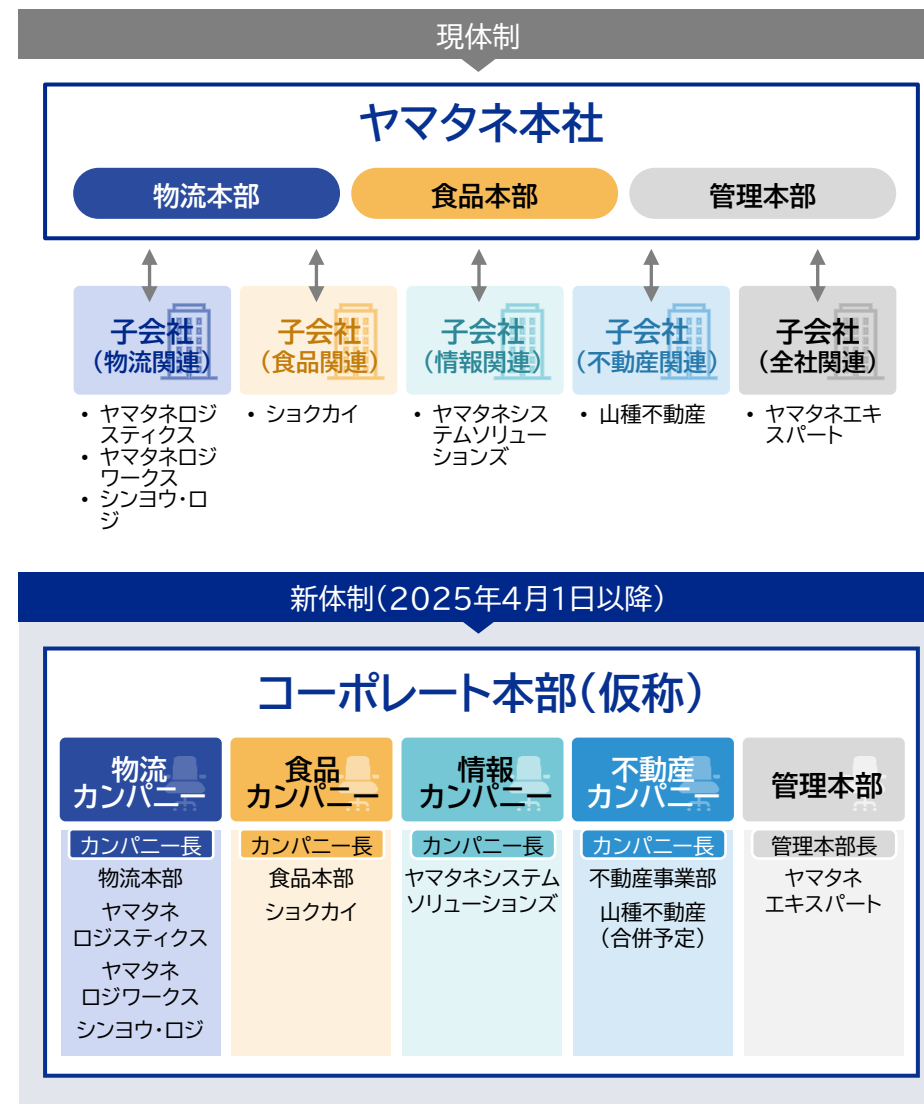 現体制
ヤマタネ本社
物流本部
食品本部
管理本部
子会社
(物流関連)
子会社
(食品関連)
子会社
(情報関連)
子会社
(不動産関連)
子会社
(全社関連)
• ヤマタネロジ
スティクス
• ヤマタネロジ
ワークス
• シンヨウ・ロ
ジ
• ショクカイ
• ヤマタネシス
テムソリュー
ションズ
• 山種不動産
• ヤマタネエキ
スパート
新体制(2025年4月1日以降)
コーポレート本部(仮称)
物流
カンパニー
カンパニー長
物流本部
ヤマタネ
ロジスティクス
ヤマタネ
ロジワークス
シンヨウ・ロジ
食品
カンパニー
カンパニー長
食品本部
ショクカイ
情報
カンパニー
カンパニー長
ヤマタネシステム
ソリューションズ
不動産
カンパニー
カンパニー長
不動産事業部
山種不動産
(合併予定)
管理本部
管理本部長
ヤマタネ
エキスパート